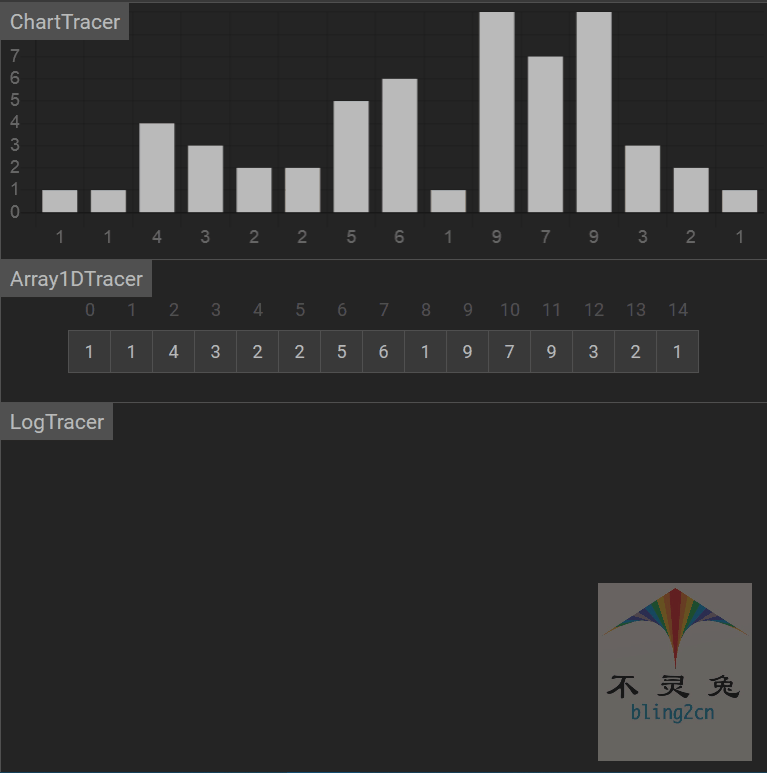 ChartTracer
7
6
5
4
3
2
1
0
1 1 4 3 2 2 5 6 1 9 7 9 3 2 1
Array1DTracer
0 1 2 3 4 5 6 7 8 9 10 11 12 13 14
1 1 4 3 2 2 5 6 1 9 7 9 3 2 1
LogTracer
不灵兔
bling2cn